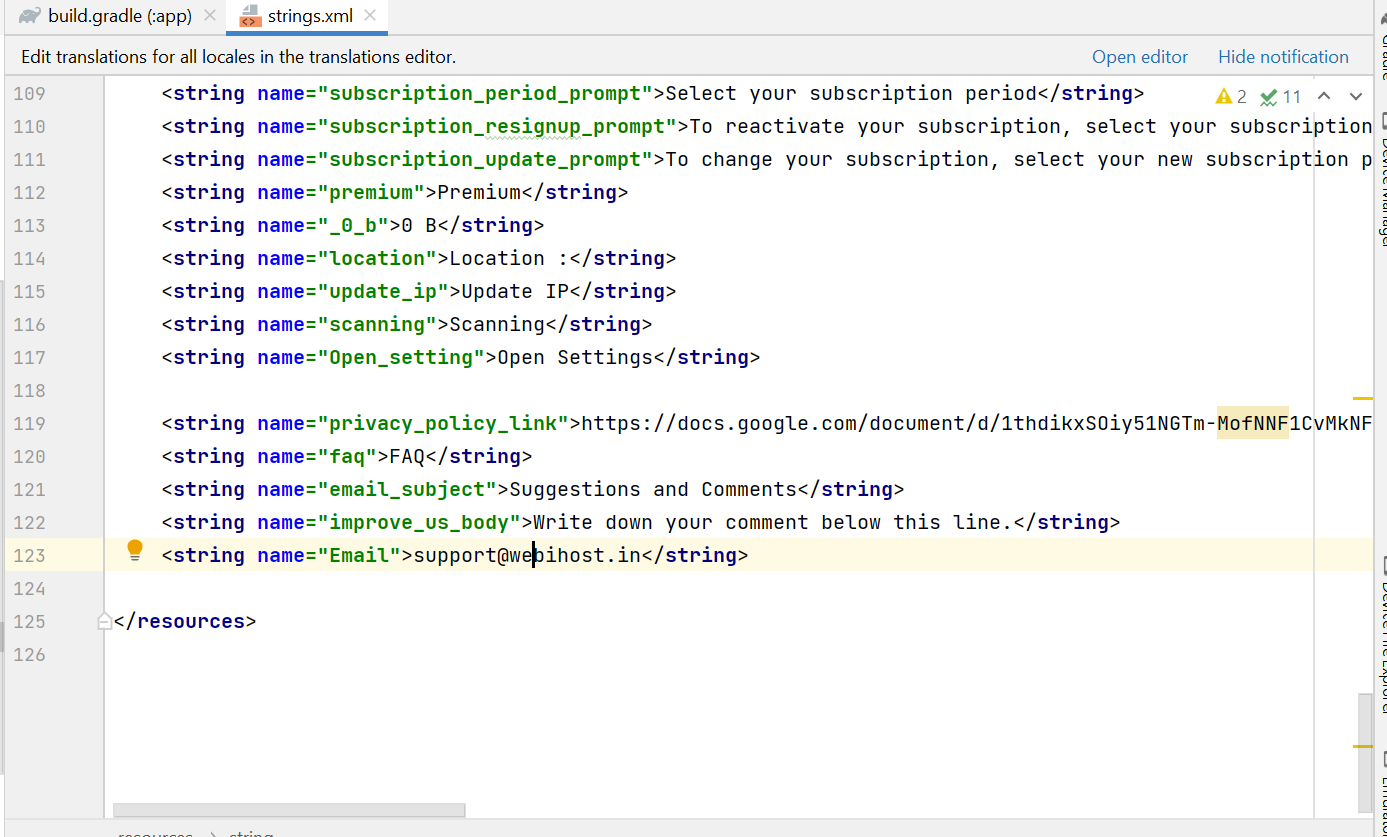 build.gradle (:app)
strings.xml
Edit translations for all locales in the translations editor.
Open editor
Hide notification
2
11
109 <string name="subscription_period_prompt">Select your subscription period</string>
110 <string name="subscription_resignup_prompt">To reactivate your subscription, select your subscription
111 <string name="subscription_update_prompt">To change your subscription, select your new subscription p
112 <string name="premium">Premium</string>
113 <string name="_0_b">0 B</string>
114 <string name="location">Location :</string>
115 <string name="update_ip">Update IP</string>
116 <string name="scanning">Scanning</string>
117 <string name="Open_setting">Open Settings</string>
118
119 <string name="privacy_policy_link">https://docs.google.com/document/d/1thdikxSOiy51NGTm-MofNNF1CvMkNF
120 <string name="faq">FAQ</string>
121 <string name="email_subject">Suggestions and Comments</string>
122 <string name="improve_us_body">Write down your comment below this line.</string>
123 <string name="Email">support@webihost.in</string>
124
125 </resources>
126
resources > string